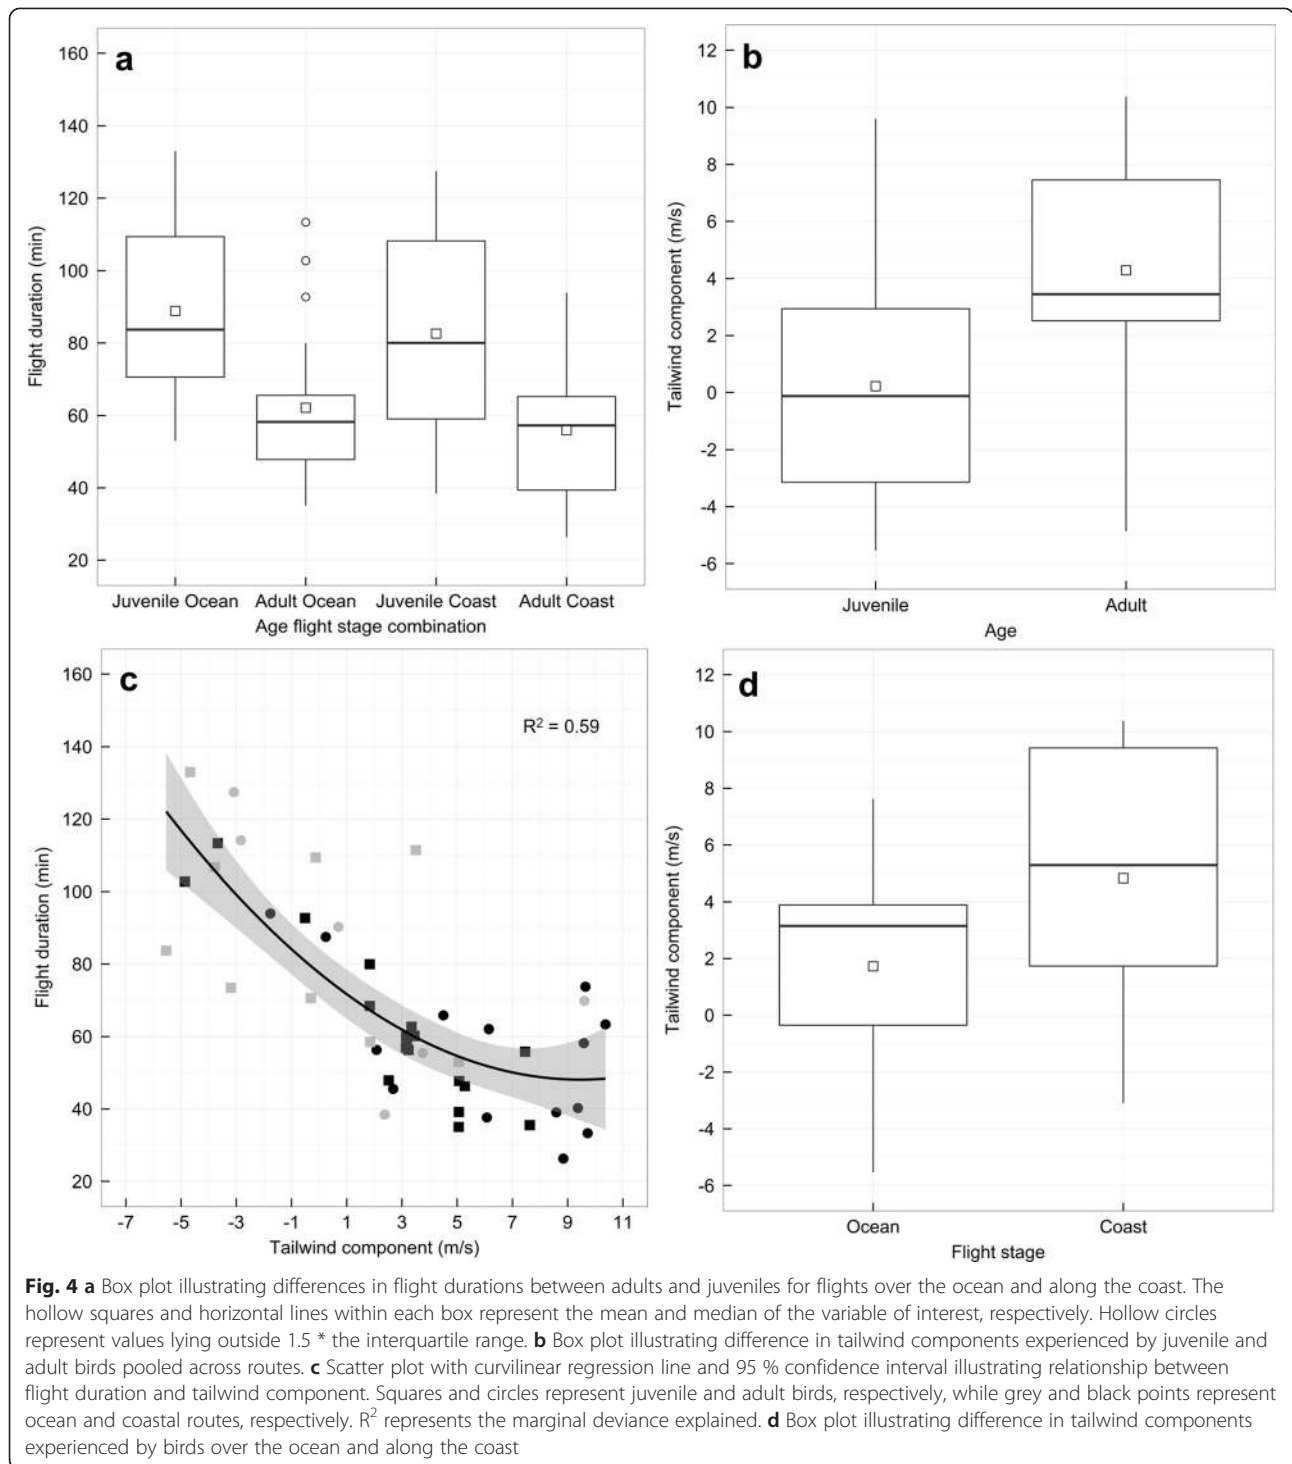 a
160
140
120
100
80
60
40
20
Flight duration (min)
Juvenile Ocean Adult Ocean Juvenile Coast Adult Coast
Age flight stage combination
b
12
10
8
6
4
2
0
-2
-4
-6
Tailwind component (m/s)
Juvenile Adult
Age
c
R² = 0.59
160
140
120
100
80
60
40
20
Flight duration (min)
-7 -5 -3 -1 1 3 5 7 9 11
Tailwind component (m/s)
d
12
10
8
6
4
2
0
-2
-4
-6
Tailwind component (m/s)
Ocean Coast
Flight stage
Fig. 4 a Box plot illustrating differences in flight durations between adults and juveniles for flights over the ocean and along the coast. The
hollow squares and horizontal lines within each box represent the mean and median of the variable of interest, respectively. Hollow circles
represent values lying outside 1.5 * the interquartile range. b Box plot illustrating difference in tailwind components experienced by juvenile and
adult birds pooled across routes. c Scatter plot with curvilinear regression line and 95 % confidence interval illustrating relationship between
flight duration and tailwind component. Squares and circles represent juvenile and adult birds, respectively, while grey and black points represent
ocean and coastal routes, respectively. R² represents the marginal deviance explained. d Box plot illustrating difference in tailwind components
experienced by birds over the ocean and along the coast